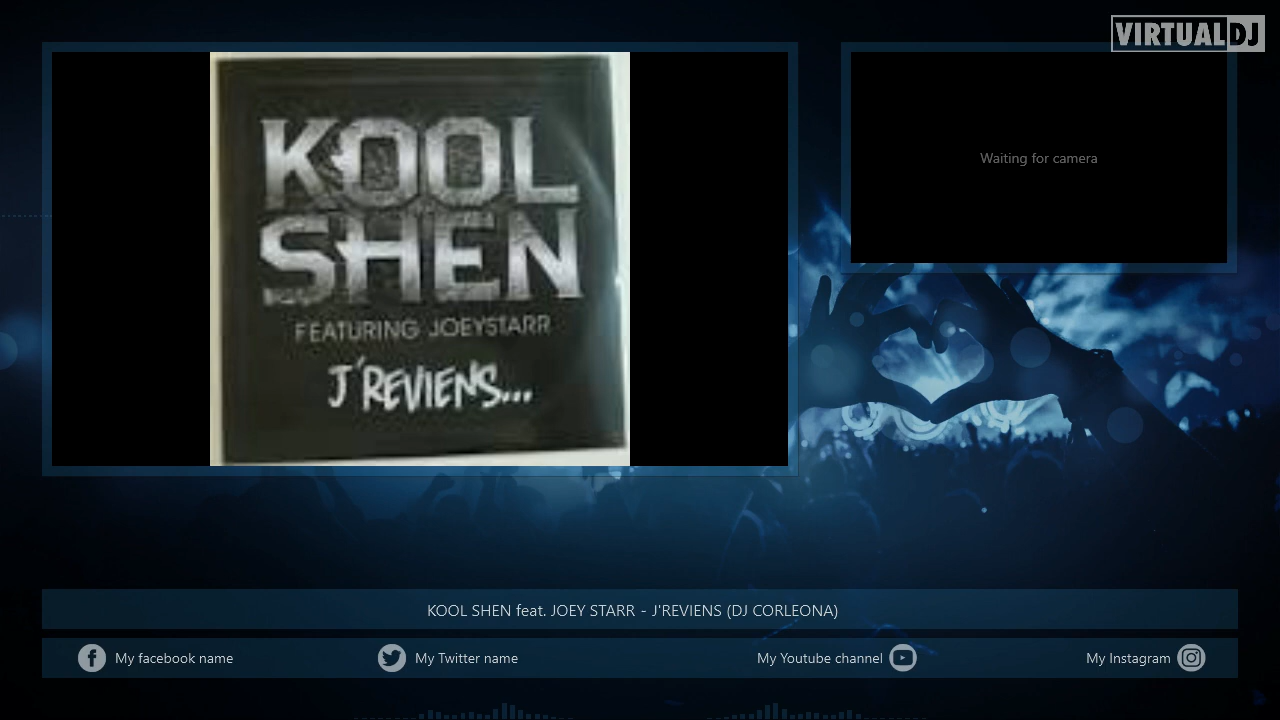 VIRTUALDJ
KOOL
SHEN
FEATURING JOEYSTARR
J'REVIENS...
Waiting for camera
KOOL SHEN feat. JOEY STARR - J'REVIENS (DJ CORLEONA)
My facebook name
My Twitter name
My Youtube channel
My Instagram